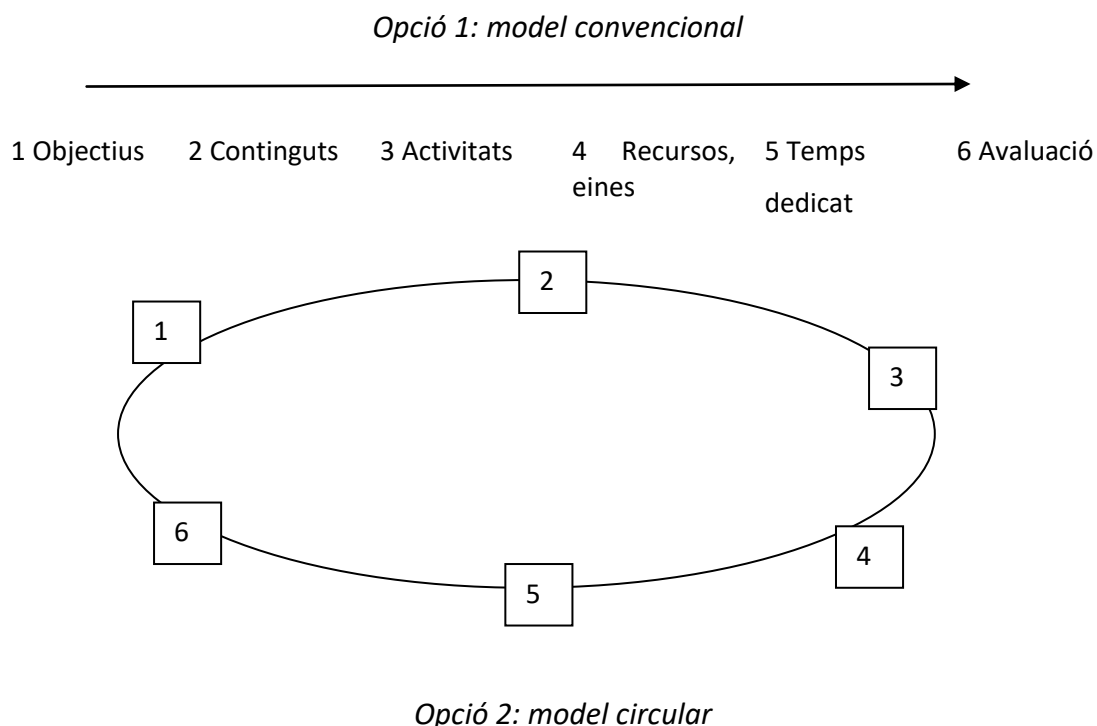 Opció 1: model convencional
1 Objectius 2 Continguts 3 Activitats 4 Recursos, eines 5 Temps dedicat 6 Avaluació
1
2
3
4
5
6
Opció 2: model circular